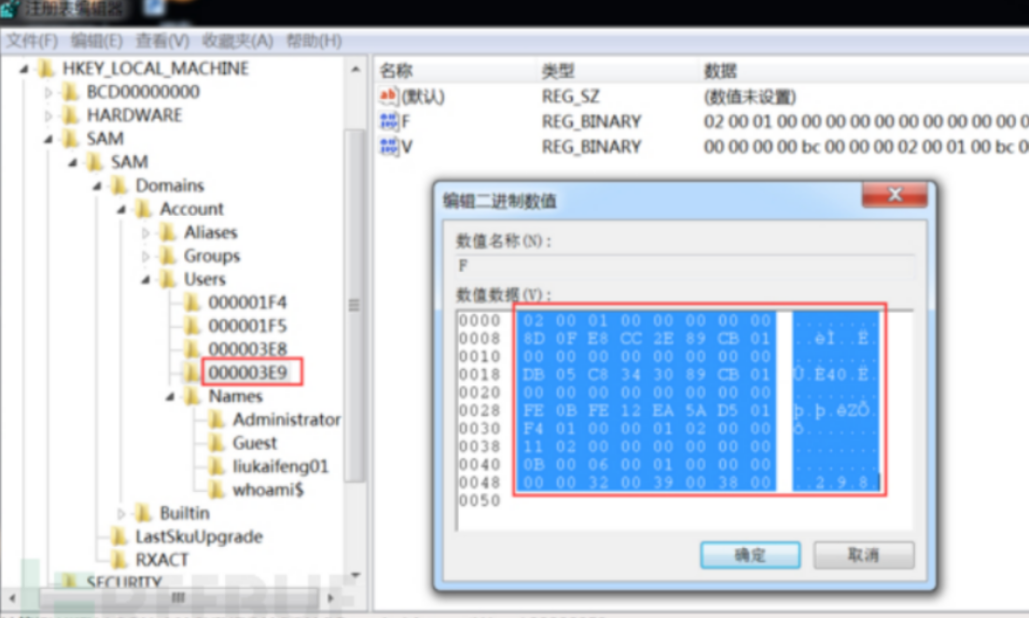 注册表编辑器
文件(F) 编辑(E) 查看(V) 收藏夹(A) 帮助(H)
HKEY_LOCAL_MACHINE
BCD00000000
HARDWARE
SAM
SAM
Domains
Account
Aliases
Groups
Users
000001F4
000001F5
000003E8
000003E9
Names
Administrator
Guest
liukaifeng01
whoami$
Builtin
LastSkuUpgrade
RXACT
SECURITY
名称 类型 数据
(默认) REG_SZ (数值未设置)
F REG_BINARY 02 00 01 00 00 00 00 00 00 00 00 00 00 0
V REG_BINARY 00 00 00 00 bc 00 00 00 02 00 01 00 bc 0
编辑二进制数值
数值名称(N):
F
数值数据(V):
0000 02 00 01 00 00 00 00 00 ........
0008 8D 0F E8 CC 2E 89 CB 01 ..èÌ..Ë.
0010 00 00 00 00 00 00 00 00 ........
0018 DB 05 C8 34 30 89 CB 01 Û.È40.Ë.
0020 00 00 00 00 00 00 00 00 ........
0028 FE 0B FE 12 EA 5A D5 01 þ.þ.êZÕ.
0030 F4 01 00 00 01 02 00 00 ô.......
0038 11 02 00 00 00 00 00 00 ........
0040 0B 00 06 00 01 00 00 00 ........
0048 00 00 32 00 39 00 38 00 ..2.9.8.
0050
确定 取消